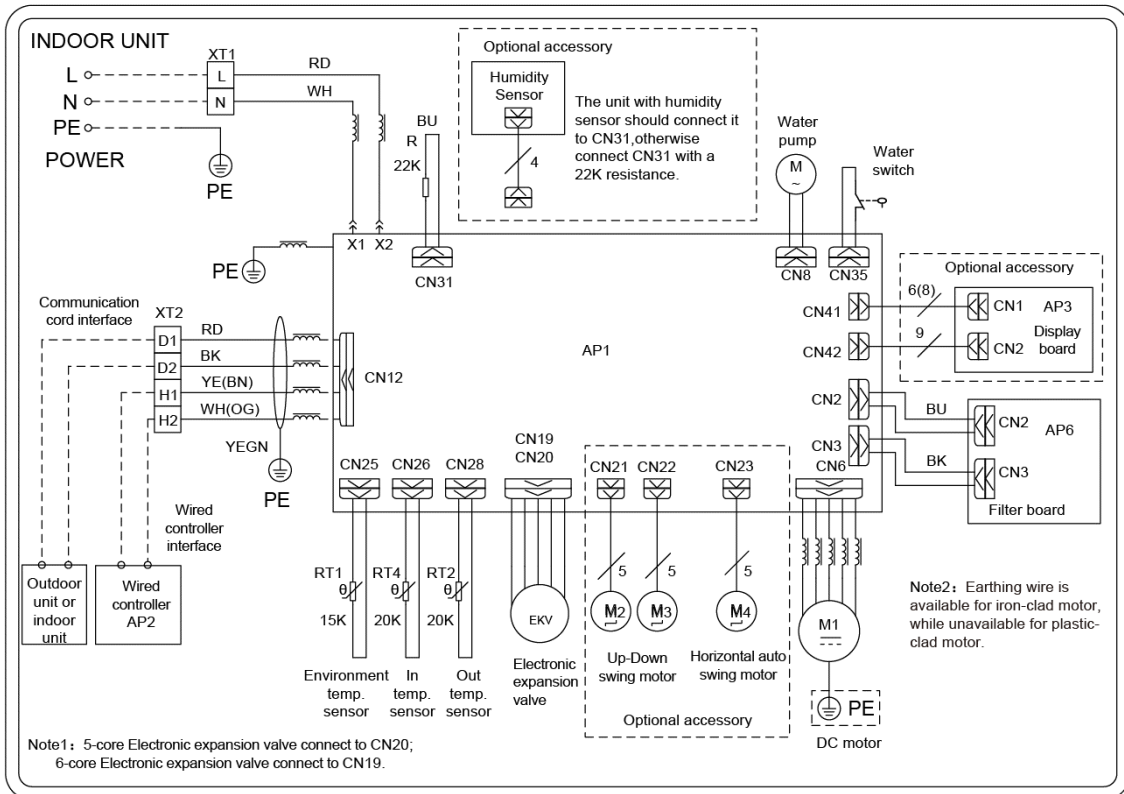 INDOOR UNIT
L
N
PE
POWER
XT1
L
N
RD
WH
PE
X1 X2
Optional accessory
Humidity
Sensor
4
The unit with humidity
sensor should connect it
to CN31,otherwise
connect CN31 with a
22K resistance.
BU
R
22K
CN31
Water
pump
M
~
CN8
Water
switch
CN35
PE
Communication
cord interface
XT2
D1
D2
H1
H2
RD
BK
YE(BN)
WH(OG)
YEGN
PE
CN12
AP1
Optional accessory
CN41
6(8)
CN1
AP3
Display
board
CN42
9
CN2
CN2
BU
CN2
AP6
CN3
BK
CN3
Filter board
Wired
controller
interface
Outdoor
unit or
indoor
unit
Wired
controller
AP2
CN25
CN26
CN28
CN19
CN20
CN21
CN22
CN23
CN6
RT1
θ
15K
RT4
θ
20K
RT2
θ
20K
EKV
5
5
5
M2
M3
M4
M1
Environment
temp.
sensor
In
temp.
sensor
Out
temp.
sensor
Electronic
expansion
valve
Up-Down
swing motor
Horizontal auto
swing motor
Optional accessory
PE
DC motor
Note2：Earthing wire is
available for iron-clad motor,
while unavailable for plastic-
clad motor.
Note1：5-core Electronic expansion valve connect to CN20;
6-core Electronic expansion valve connect to CN19.